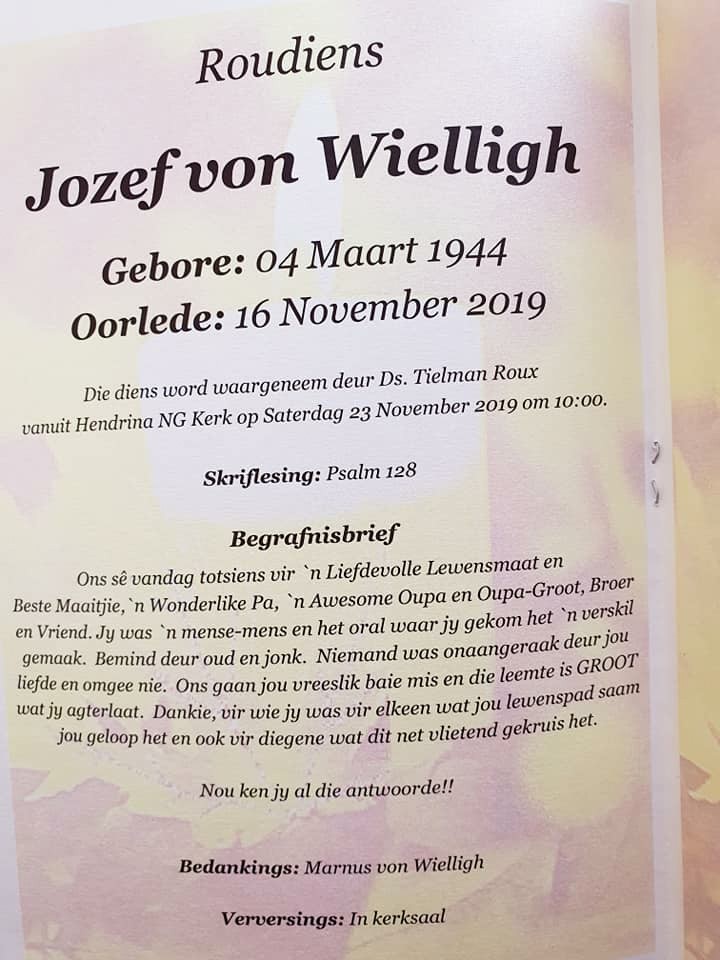 Roudiens
Jozef von Wielligh
Gebore: 04 Maart 1944
Oorlede: 16 November 2019
Die diens word waargeneem deur Ds. Tielman Roux
vanuit Hendrina NG Kerk op Saterdag 23 November 2019 om 10:00.
Skriflesing: Psalm 128
Begrafnisbrief
Ons sê vandag totsiens vir `n Liefdevolle Lewensmaat en
Beste Maaitjie,`n Wonderlike Pa, `n Awesome Oupa en Oupa-Groot, Broer
en Vriend. Jy was `n mense-mens en het oral waar jy gekom het `n verskil
gemaak. Bemind deur oud en jonk. Niemand was onaangeraak deur jou
liefde en omgee nie. Ons gaan jou vreeslik baie mis en die leemte is GROOT
wat jy agterlaat. Dankie, vir wie jy was vir elkeen wat jou lewenspad saam
jou geloop het en ook vir diegene wat dit net vlietend gekruis het.
Nou ken jy al die antwoorde!!
Bedankings: Marnus von Wielligh
Verversings: In kerksaal